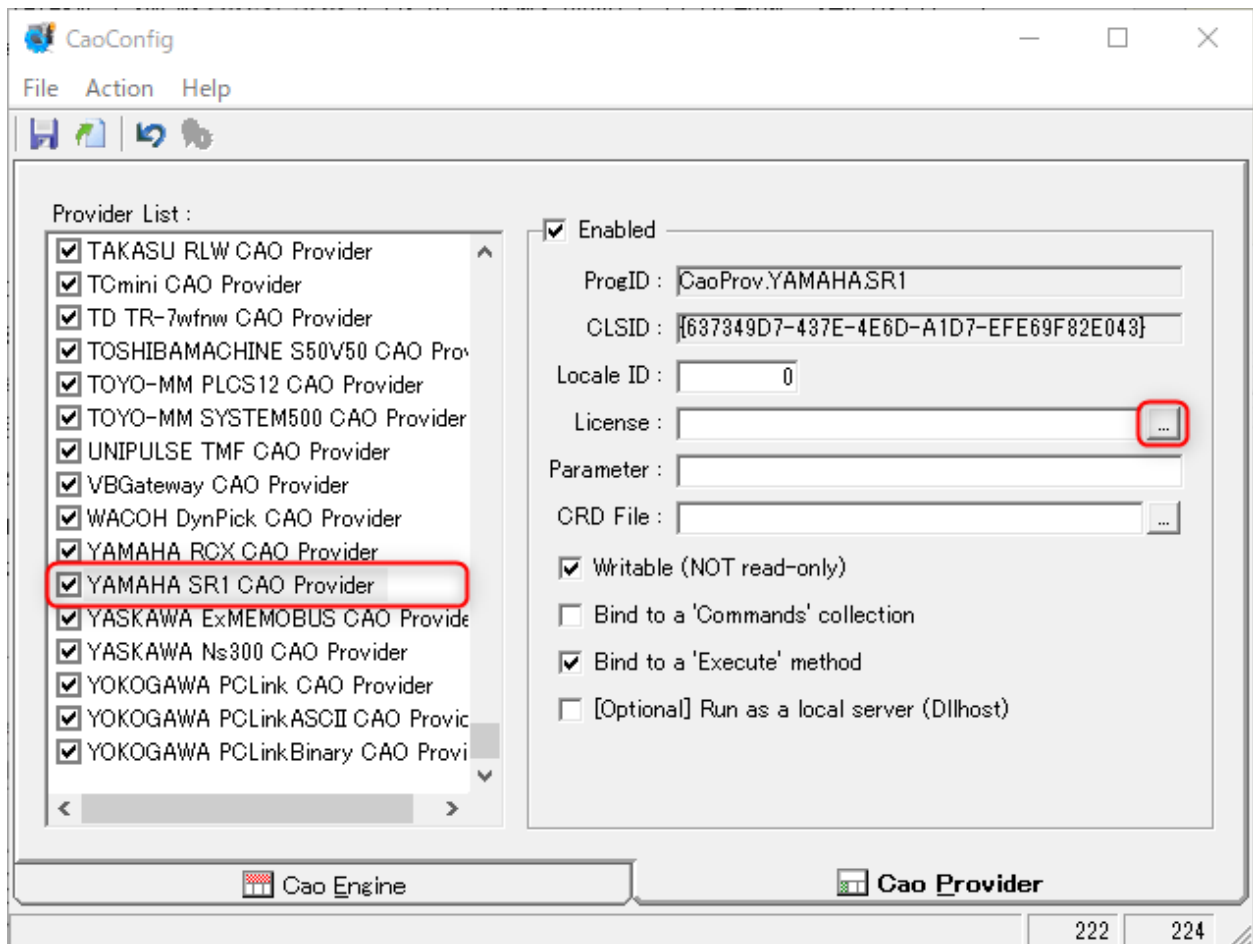 CaoConfig
File Action Help
Provider List :
TAKASU RLW CAO Provider
TCmini CAO Provider
TD TR-7wfnw CAO Provider
TOSHIBAMACHINE S50V50 CAO Prov
TOYO-MM PLCS12 CAO Provider
TOYO-MM SYSTEM500 CAO Provider
UNIPULSE TMF CAO Provider
VBGateway CAO Provider
WACOH DynPick CAO Provider
YAMAHA RCX CAO Provider
YAMAHA SR1 CAO Provider
YASKAWA ExMEMOBUS CAO Provide
YASKAWA Ns300 CAO Provider
YOKOGAWA PCLink CAO Provider
YOKOGAWA PCLinkASCII CAO Provic
YOKOGAWA PCLinkBinary CAO Provi
Enabled
ProgID : CaoProv.YAMAHA.SR1
CLSID : {637349D7-437E-4E6D-A1D7-EFE69F82E043}
Locale ID : 0
License : ...
Parameter :
CRD File : ...
Writable (NOT read-only)
Bind to a 'Commands' collection
Bind to a 'Execute' method
[Optional] Run as a local server (Dllhost)
Cao Engine
Cao Provider
222 224